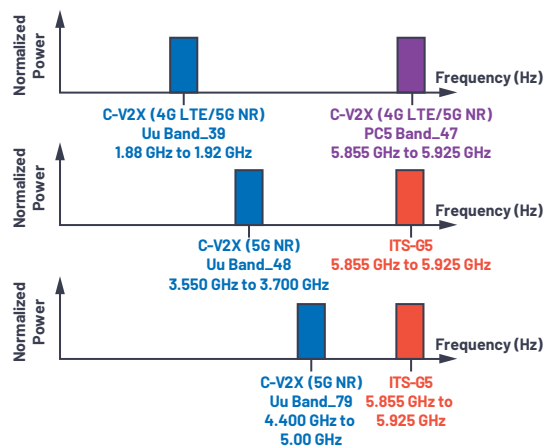 Normalized
Power
Frequency (Hz)
C-V2X (4G LTE/5G NR)
Uu Band_39
1.88 GHz to 1.92 GHz
C-V2X (4G LTE/5G NR)
PC5 Band_47
5.855 GHz to 5.925 GHz
Normalized
Power
Frequency (Hz)
C-V2X (5G NR)
Uu Band_48
3.550 GHz to 3.700 GHz
ITS-G5
5.855 GHz to 5.925 GHz
Normalized
Power
Frequency (Hz)
C-V2X (5G NR)
Uu Band_79
4.400 GHz to
5.00 GHz
ITS-G5
5.855 GHz to
5.925 GHz